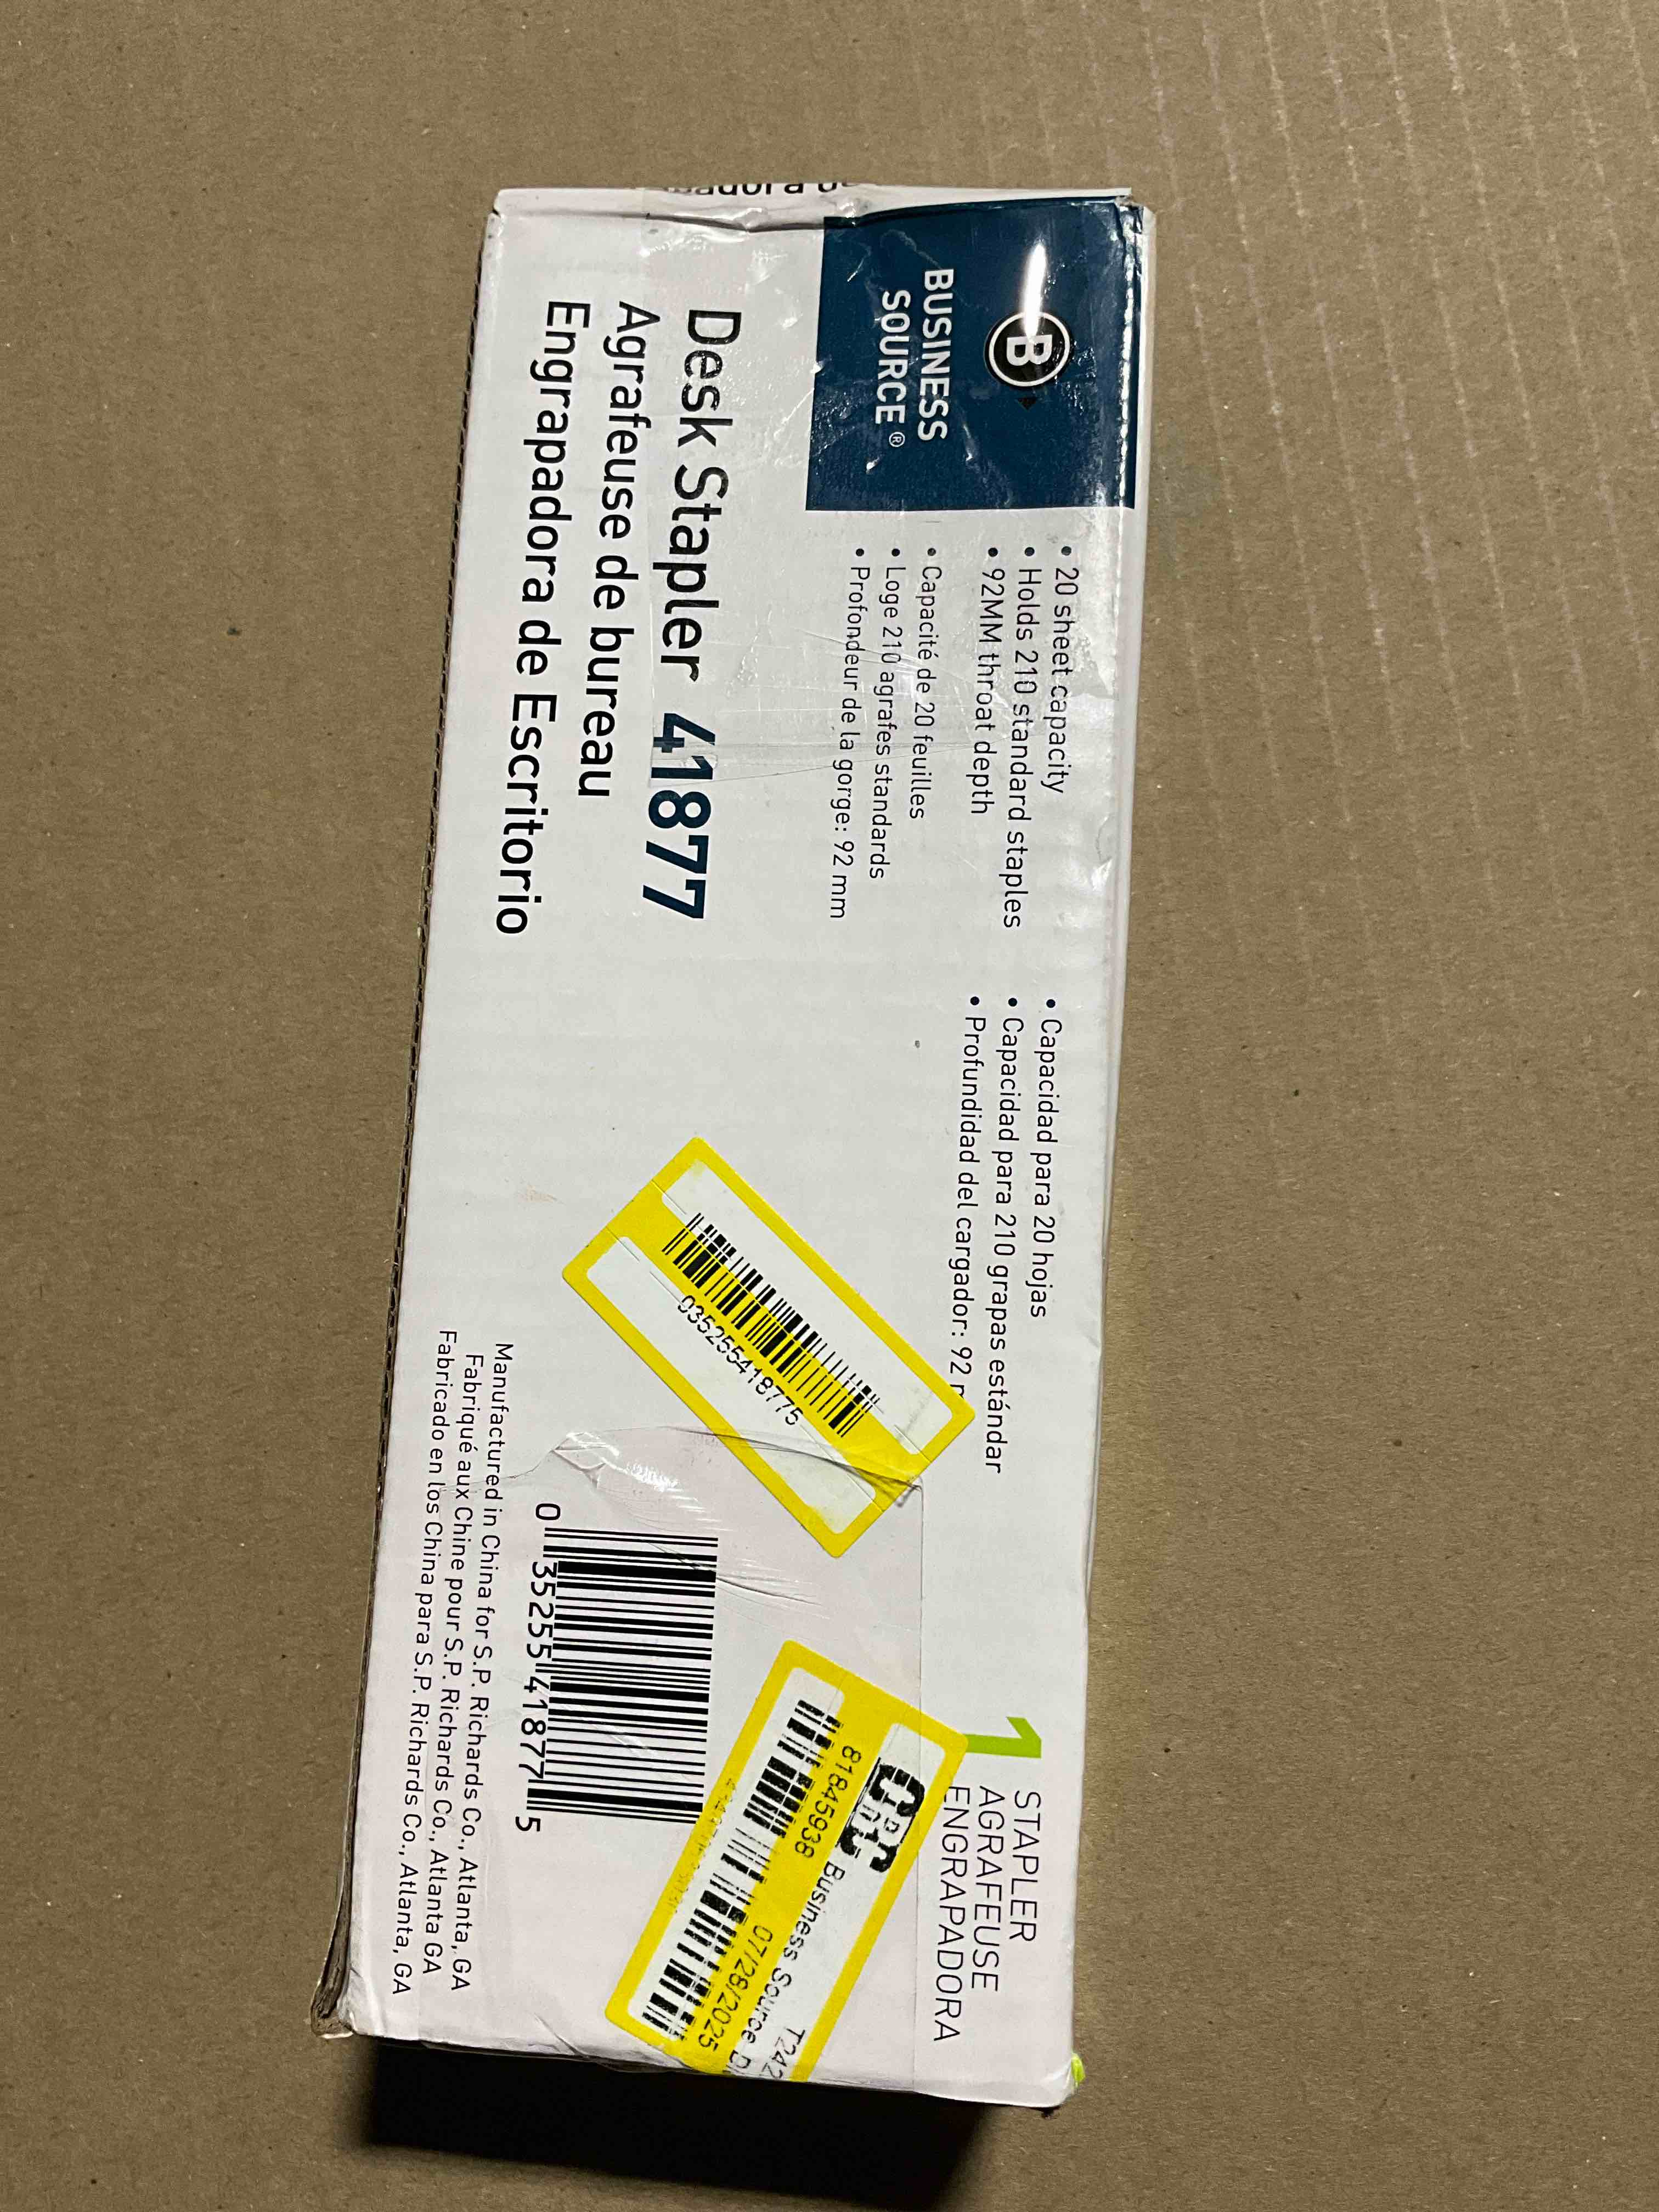 B
BUSINESS
SOURCE®
• 20 sheet capacity
• Holds 210 standard staples
• 92MM throat depth
• Capacité de 20 feuilles
• Loge 210 agrafes standards
• Profondeur de la gorge: 92 mm
• Capacidad para 20 hojas
• Capacidad para 210 grapas estándar
• Profundidad del cargador: 92
Desk Stapler 41877
Agrafeuse de bureau
Engrapadora de Escritorio
1
STAPLER
AGRAFEUSE
ENGRAPADORA
035255418775
T242
Business Source
81845938
07/28/2025
0 35255 41877 5
Manufactured in China for S.P. Richards Co., Atlanta, GA
Fabriqué aux Chine pour S.P. Richards Co., Atlanta GA
Fabricado en los China para S.P. Richards Co., Atlanta, GA